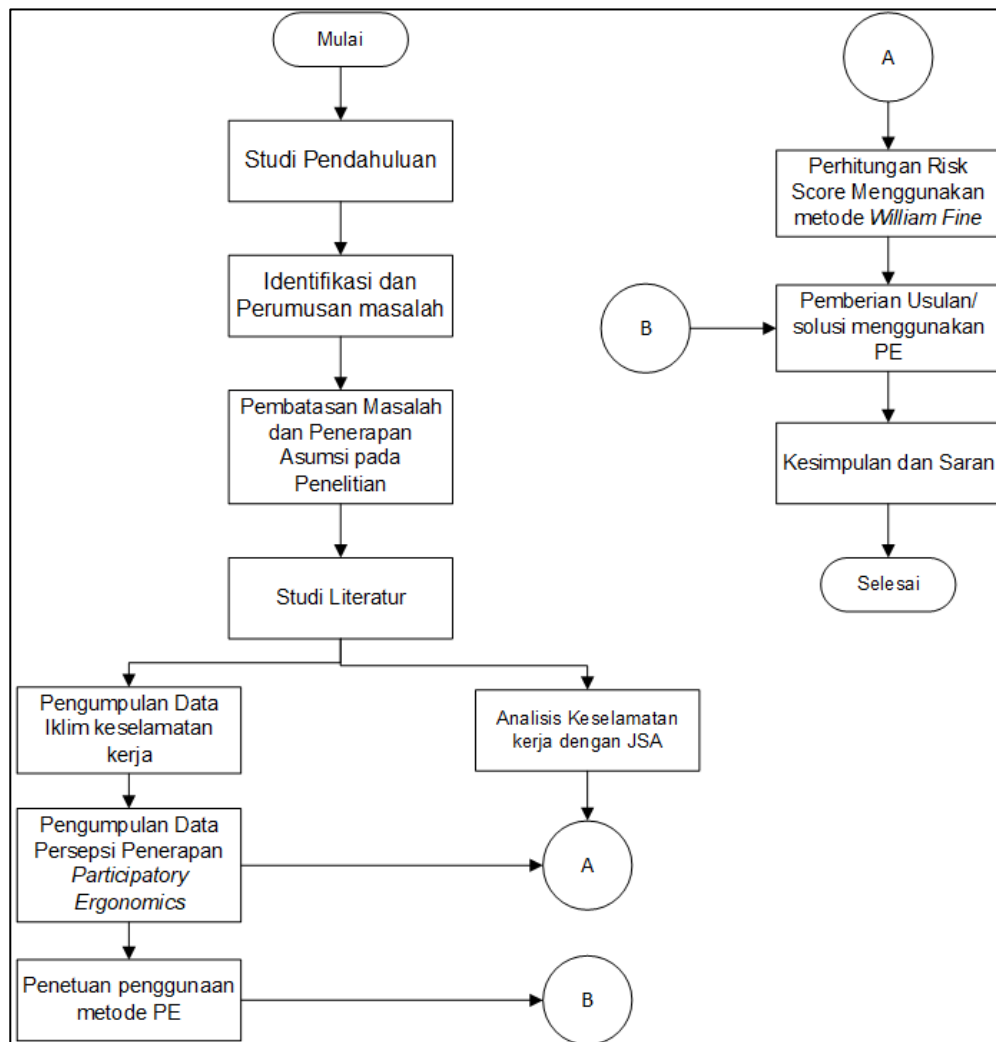 Mulai
Studi Pendahuluan
Identifikasi dan
Perumusan masalah
Pembatasan Masalah
dan Penerapan
Asumsi pada
Penelitian
Studi Literatur
Pengumpulan Data
Iklim keselamatan
kerja
Analisis Keselamatan
kerja dengan JSA
Pengumpulan Data
Persepsi Penerapan
Participatory
Ergonomics
A
Penetuan penggunaan
metode PE
B
A
Perhitungan Risk
Score Menggunakan
metode William Fine
B
Pemberian Usulan/
solusi menggunakan
PE
Kesimpulan dan Saran
Selesai